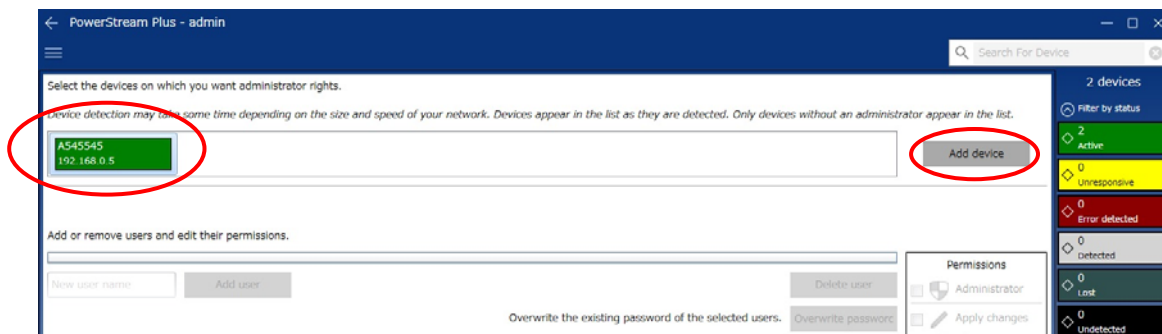 PowerStream Plus - admin
Search For Device
Select the devices on which you want administrator rights.
Device detection may take some time depending on the size and speed of your network. Devices appear in the list as they are detected. Only devices without an administrator appear in the list.
A545545
192.168.0.5
Add device
Add or remove users and edit their permissions.
New user name
Add user
Delete user
Overwrite the existing password of the selected users.
Overwrite password
Permissions
Administrator
Apply changes
2 devices
Filter by status
2
Active
0
Unresponsive
0
Error detected
0
Detected
0
Lost
0
Undetected